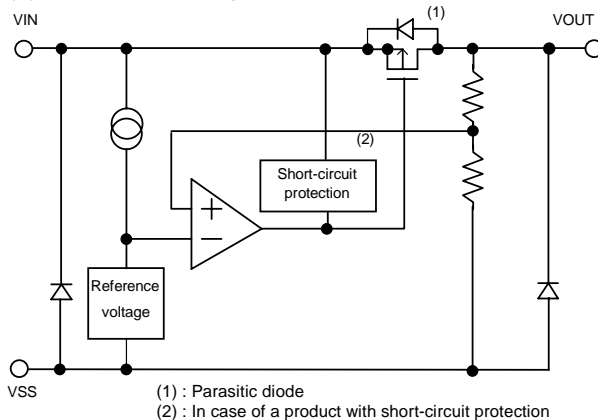 (1)
VIN
VOUT
(2)
Short-circuit
protection
+
−
Reference
voltage
VSS
(1) : Parasitic diode
(2) : In case of a product with short-circuit protection